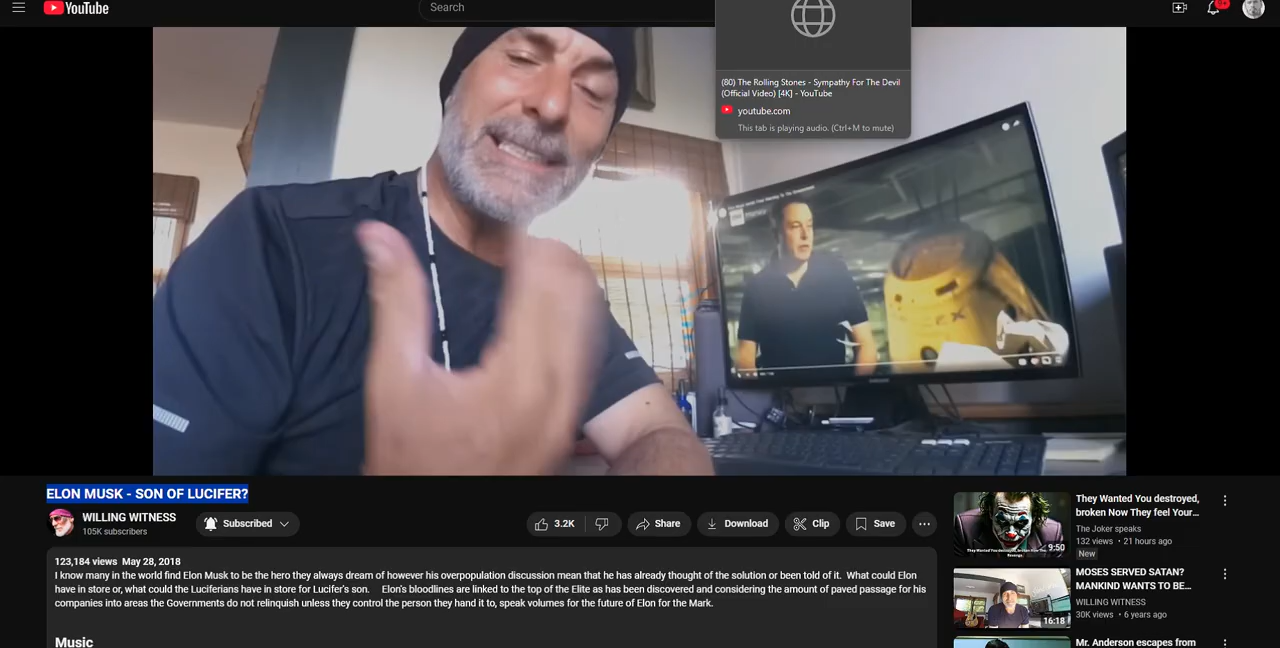 YouTube
Search
9+
(80) The Rolling Stones - Sympathy For The Devil
(Official Video) [4K] - YouTube
youtube.com
This tab is playing audio. (Ctrl+M to mute)
ELON MUSK - SON OF LUCIFER?
WILLING WITNESS
105K subscribers
Subscribed
3.2K
Share
Download
Clip
Save
123,184 views May 28, 2018
I know many in the world find Elon Musk to be the hero they always dream of however his overpopulation discussion mean that he has already thought of the solution or been told of it. What could Elon
have in store or, what could the Luciferians have in store for Lucifer's son. Elon's bloodlines are linked to the top of the Elite as has been discovered and considering the amount of paved passage for his
companies into areas the Governments do not relinquish unless they control the person they hand it to, speak volumes for the future of Elon for the Mark.
Music
They Wanted You destroyed,
broken Now They feel Your...
The Joker speaks
132 views • 21 hours ago
New
9:50
MOSES SERVED SATAN?
MANKIND WANTS TO BE...
WILLING WITNESS
30K views • 6 years ago
16:18
Mr. Anderson escapes from